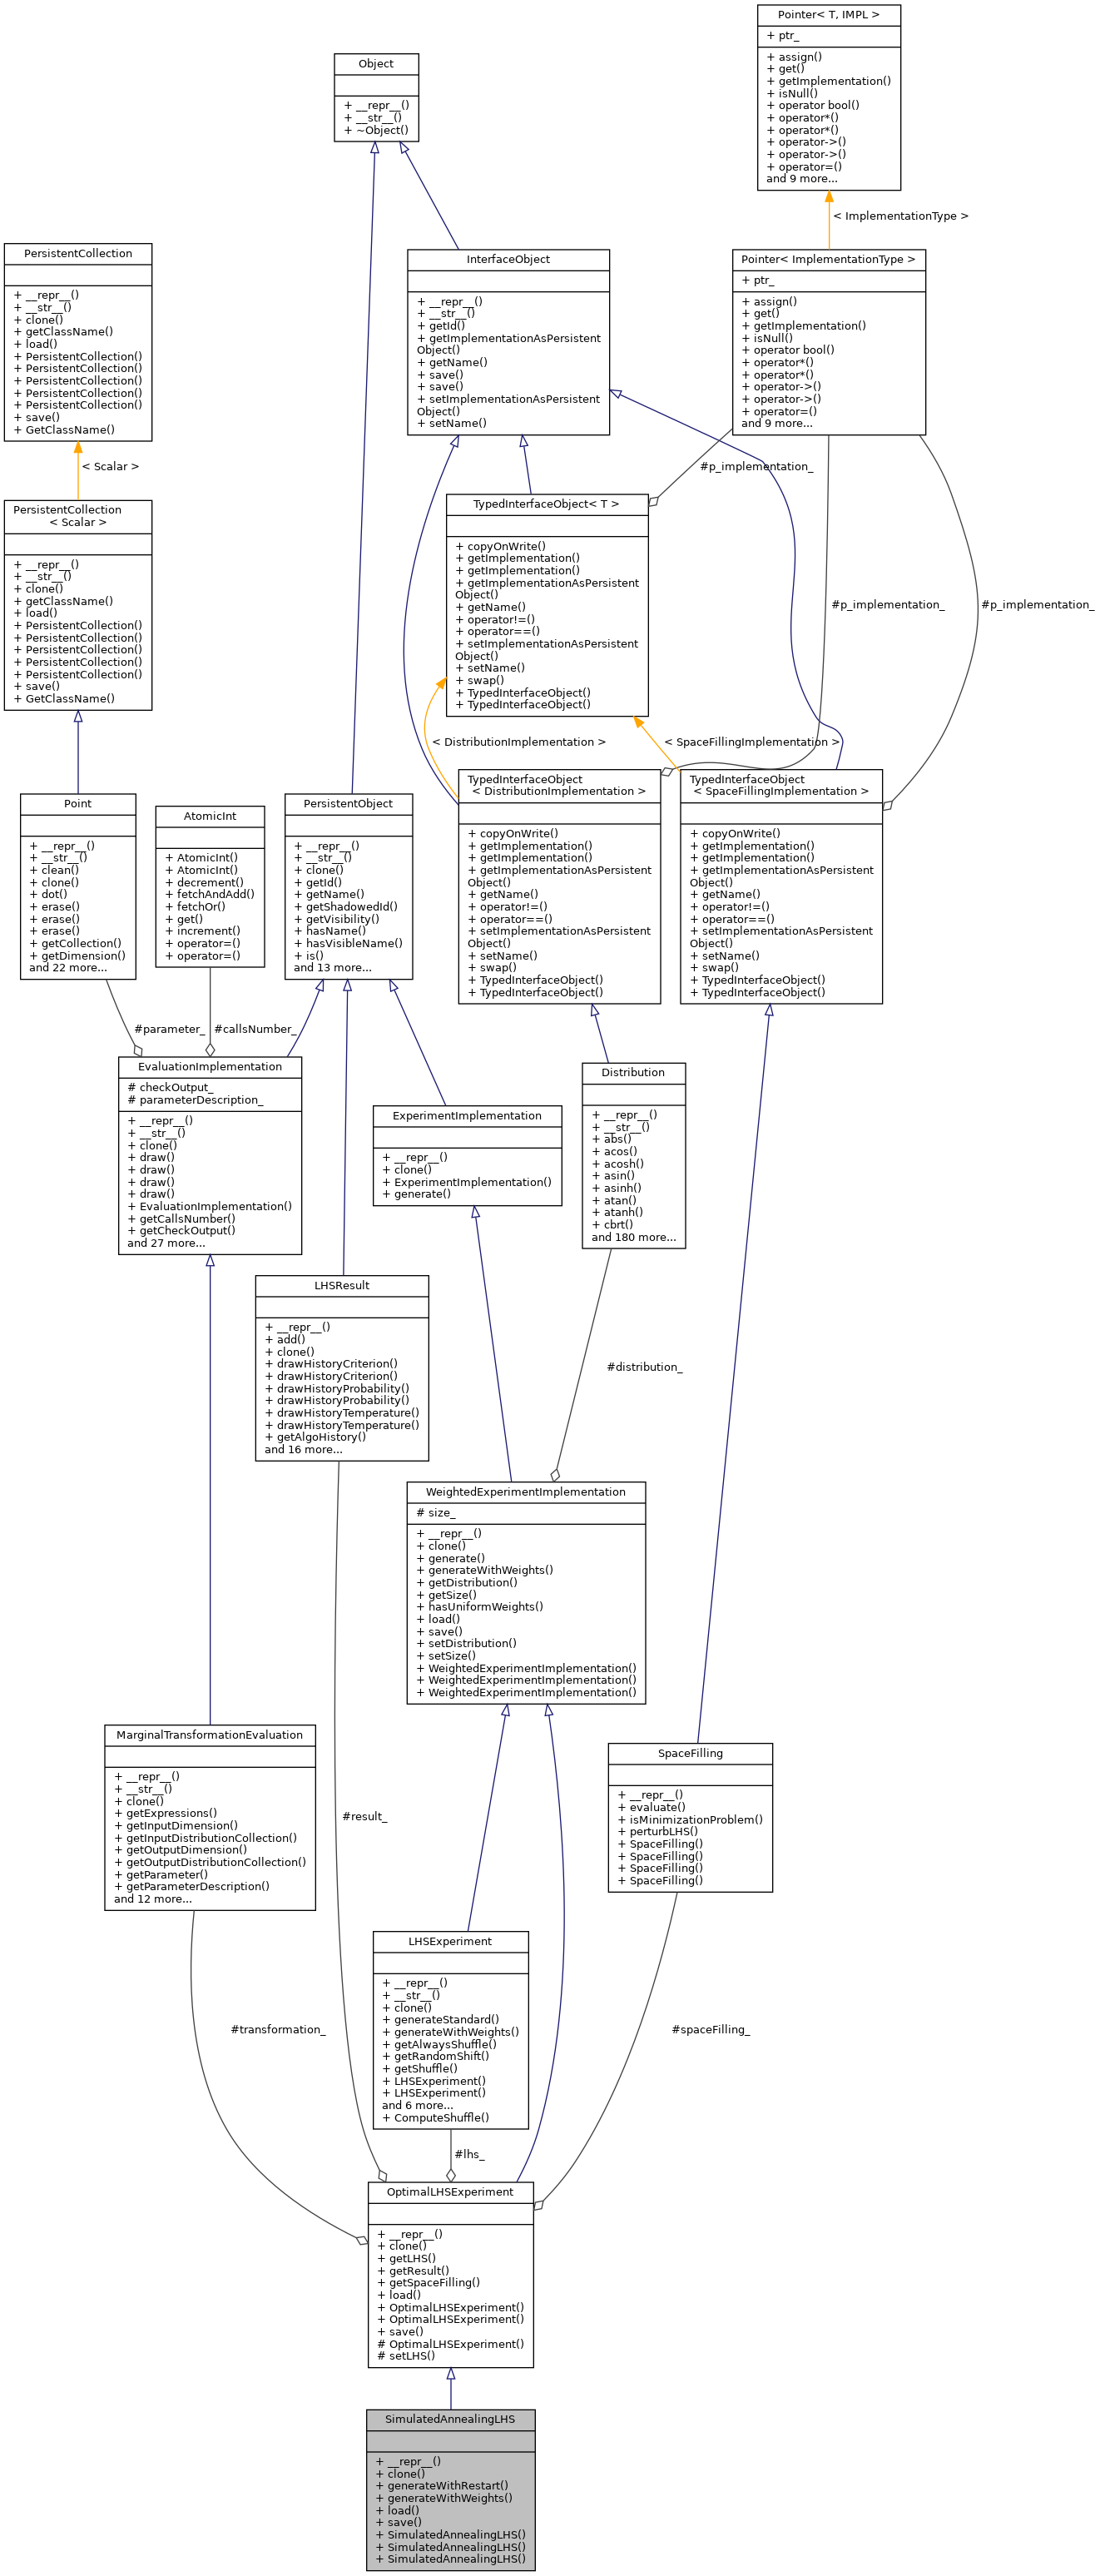 Pointer< T, IMPL >
+ ptr_
+ assign()
+ get()
+ getImplementation()
+ isNull()
+ operator bool()
+ operator*()
+ operator*()
+ operator->()
+ operator->()
+ operator=()
and 9 more...
Object
+ __repr__()
+ __str__()
+ ~Object()
< ImplementationType >
PersistentCollection
+ __repr__()
+ __str__()
+ clone()
+ getClassName()
+ load()
+ PersistentCollection()
+ PersistentCollection()
+ PersistentCollection()
+ PersistentCollection()
+ PersistentCollection()
+ save()
+ GetClassName()
InterfaceObject
+ __repr__()
+ __str__()
+ getId()
+ getImplementationAsPersistent
Object()
+ getName()
+ save()
+ save()
+ setImplementationAsPersistent
Object()
+ setName()
Pointer< ImplementationType >
+ ptr_
+ assign()
+ get()
+ getImplementation()
+ isNull()
+ operator bool()
+ operator*()
+ operator*()
+ operator->()
+ operator->()
+ operator=()
and 9 more...
< Scalar >
#p_implementation_
PersistentCollection
< Scalar >
+ __repr__()
+ __str__()
+ clone()
+ getClassName()
+ load()
+ PersistentCollection()
+ PersistentCollection()
+ PersistentCollection()
+ PersistentCollection()
+ PersistentCollection()
+ save()
+ GetClassName()
TypedInterfaceObject< T >
+ copyOnWrite()
+ getImplementation()
+ getImplementation()
+ getImplementationAsPersistent
Object()
+ getName()
+ operator!=()
+ operator==()
+ setImplementationAsPersistent
Object()
+ setName()
+ swap()
+ TypedInterfaceObject()
+ TypedInterfaceObject()
#p_implementation_
#p_implementation_
< DistributionImplementation >
< SpaceFillingImplementation >
Point
+ __repr__()
+ __str__()
+ clean()
+ clone()
+ dot()
+ erase()
+ erase()
+ erase()
+ getCollection()
+ getDimension()
and 22 more...
AtomicInt
+ AtomicInt()
+ AtomicInt()
+ decrement()
+ fetchAndAdd()
+ fetchOr()
+ get()
+ increment()
+ operator=()
+ operator=()
PersistentObject
+ __repr__()
+ __str__()
+ clone()
+ getId()
+ getName()
+ getShadowedId()
+ getVisibility()
+ hasName()
+ hasVisibleName()
+ is()
and 13 more...
TypedInterfaceObject
< DistributionImplementation >
+ copyOnWrite()
+ getImplementation()
+ getImplementation()
+ getImplementationAsPersistent
Object()
+ getName()
+ operator!=()
+ operator==()
+ setImplementationAsPersistent
Object()
+ setName()
+ swap()
+ TypedInterfaceObject()
+ TypedInterfaceObject()
TypedInterfaceObject
< SpaceFillingImplementation >
+ copyOnWrite()
+ getImplementation()
+ getImplementation()
+ getImplementationAsPersistent
Object()
+ getName()
+ operator!=()
+ operator==()
+ setImplementationAsPersistent
Object()
+ setName()
+ swap()
+ TypedInterfaceObject()
+ TypedInterfaceObject()
#parameter_
#callsNumber_
EvaluationImplementation
# checkOutput_
# parameterDescription_
+ __repr__()
+ __str__()
+ clone()
+ draw()
+ draw()
+ draw()
+ draw()
+ EvaluationImplementation()
+ getCallsNumber()
+ getCheckOutput()
and 27 more...
ExperimentImplementation
+ __repr__()
+ clone()
+ ExperimentImplementation()
+ generate()
Distribution
+ __repr__()
+ __str__()
+ abs()
+ acos()
+ acosh()
+ asin()
+ asinh()
+ atan()
+ atanh()
+ cbrt()
and 180 more...
LHSResult
+ __repr__()
+ add()
+ clone()
+ drawHistoryCriterion()
+ drawHistoryCriterion()
+ drawHistoryProbability()
+ drawHistoryProbability()
+ drawHistoryTemperature()
+ drawHistoryTemperature()
+ getAlgoHistory()
and 16 more...
#distribution_
WeightedExperimentImplementation
# size_
+ __repr__()
+ clone()
+ generate()
+ generateWithWeights()
+ getDistribution()
+ getSize()
+ hasUniformWeights()
+ load()
+ save()
+ setDistribution()
+ setSize()
+ WeightedExperimentImplementation()
+ WeightedExperimentImplementation()
+ WeightedExperimentImplementation()
MarginalTransformationEvaluation
+ __repr__()
+ __str__()
+ clone()
+ getExpressions()
+ getInputDimension()
+ getInputDistributionCollection()
+ getOutputDimension()
+ getOutputDistributionCollection()
+ getParameter()
+ getParameterDescription()
and 12 more...
#result_
SpaceFilling
+ __repr__()
+ evaluate()
+ isMinimizationProblem()
+ perturbLHS()
+ SpaceFilling()
+ SpaceFilling()
+ SpaceFilling()
+ SpaceFilling()
LHSExperiment
+ __repr__()
+ __str__()
+ clone()
+ generateStandard()
+ generateWithWeights()
+ getAlwaysShuffle()
+ getRandomShift()
+ getShuffle()
+ LHSExperiment()
+ LHSExperiment()
and 6 more...
+ ComputeShuffle()
#transformation_
#spaceFilling_
#lhs_
OptimalLHSExperiment
+ __repr__()
+ clone()
+ getLHS()
+ getResult()
+ getSpaceFilling()
+ load()
+ OptimalLHSExperiment()
+ OptimalLHSExperiment()
+ save()
# OptimalLHSExperiment()
# setLHS()
SimulatedAnnealingLHS
+ __repr__()
+ clone()
+ generateWithRestart()
+ generateWithWeights()
+ load()
+ save()
+ SimulatedAnnealingLHS()
+ SimulatedAnnealingLHS()
+ SimulatedAnnealingLHS()